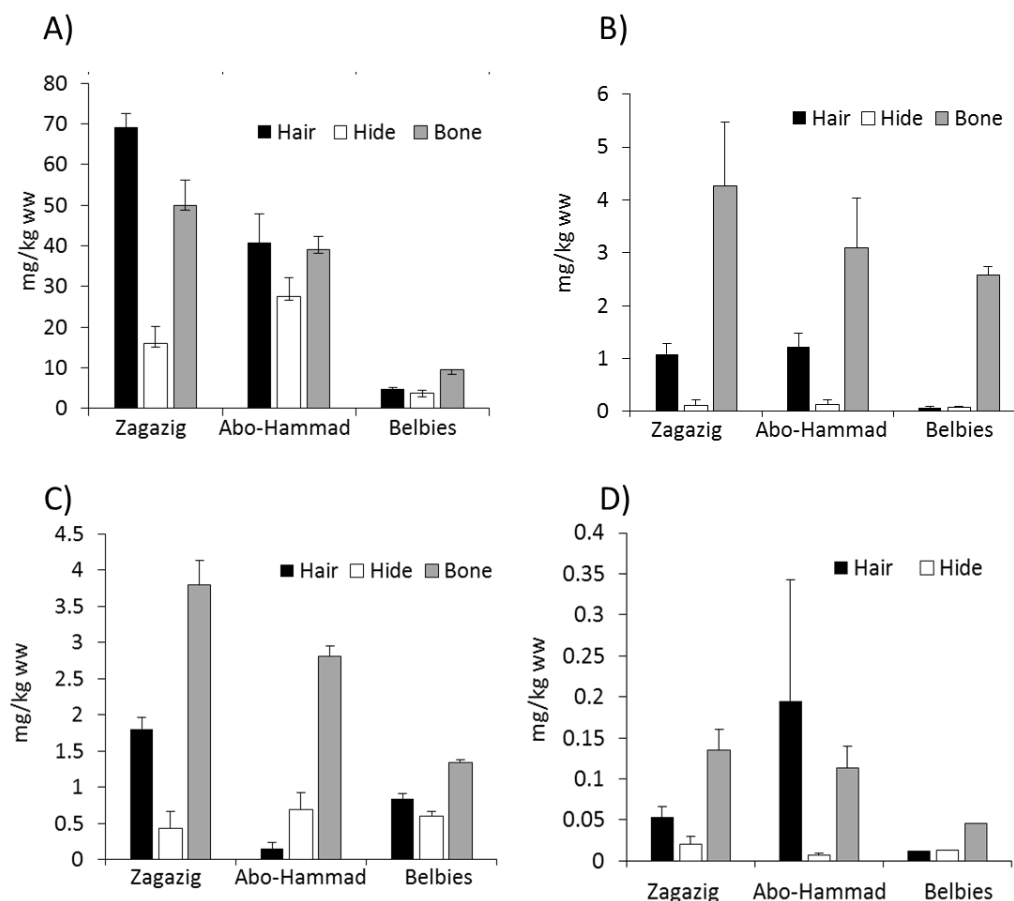 A)
80
70
60
50
40
30
20
10
0
mg/kg ww
Hair Hide Bone
Zagazig Abo-Hammad Belbies
B)
6
5
4
3
2
1
0
mg/kg ww
Hair Hide Bone
Zagazig Abo-Hammad Belbies
C)
4.5
4
3.5
3
2.5
2
1.5
1
0.5
0
mg/kg ww
Hair Hide Bone
Zagazig Abo-Hammad Belbies
D)
0.4
0.35
0.3
0.25
0.2
0.15
0.1
0.05
0
mg/kg ww
Hair Hide
Zagazig Abo-Hammad Belbies